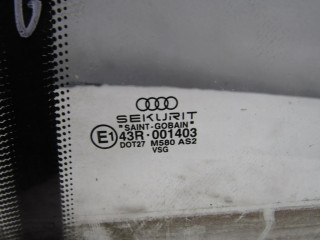 SEKURIT
"SAINT-GOBAIN"
E1 43R-001403
DOT27 M580 AS2
VSG